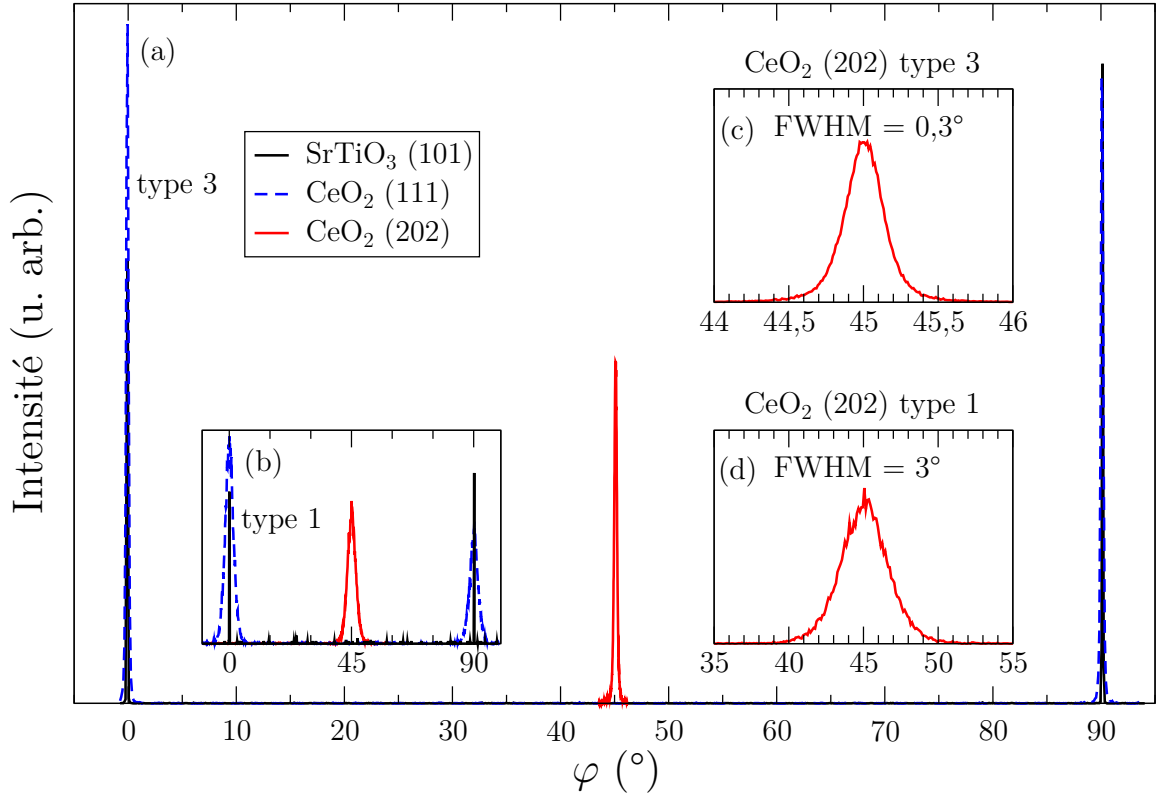 (a)
type 3
SrTiO₃ (101)
CeO₂ (111)
CeO₂ (202)
CeO₂ (202) type 3
(c) FWHM = 0,3°
44 44,5 45 45,5 46
CeO₂ (202) type 1
(d) FWHM = 3°
35 40 45 50 55
(b)
type 1
0 45 90
0 10 20 30 40 50 60 70 80 90
φ (°)
Intensité (u. arb.)